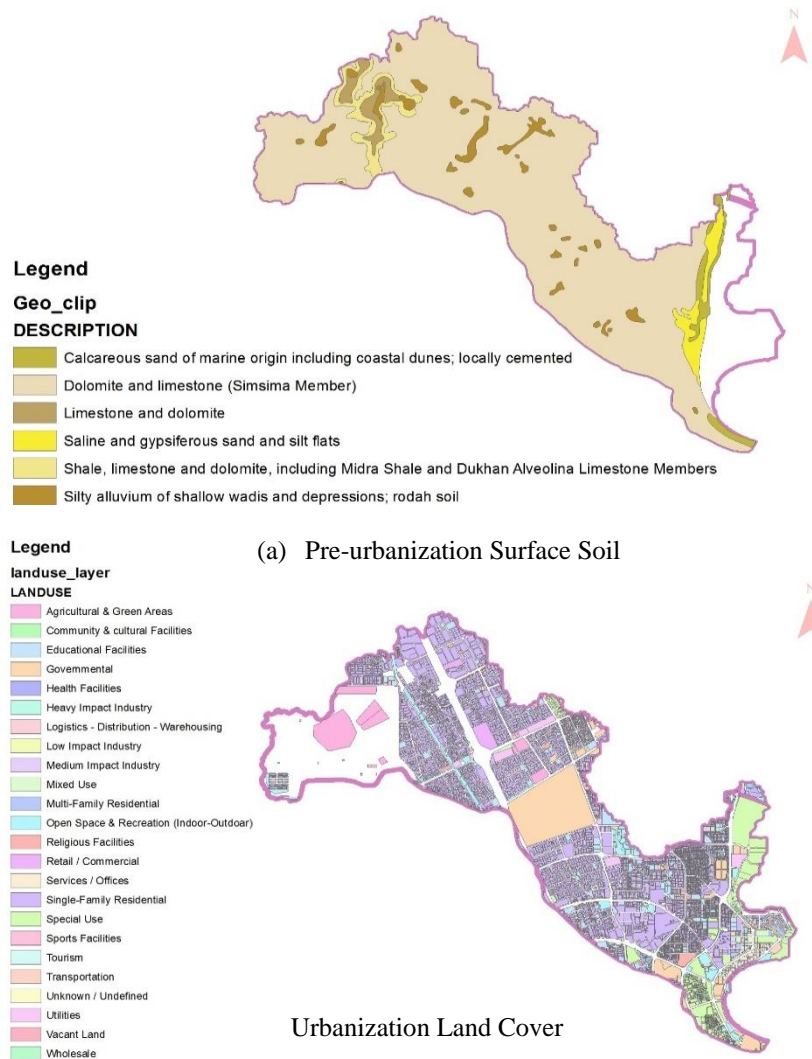 N
Legend
Geo_clip
DESCRIPTION
Calcareous sand of marine origin including coastal dunes; locally cemented
Dolomite and limestone (Simsima Member)
Limestone and dolomite
Saline and gypsiferous sand and silt flats
Shale, limestone and dolomite, including Midra Shale and Dukhan Alveolina Limestone Members
Silty alluvium of shallow wadis and depressions; rodah soil
(a) Pre-urbanization Surface Soil
Legend
landuse_layer
LANDUSE
Agricultural & Green Areas
Community & cultural Facilities
Educational Facilities
Governmental
Health Facilities
Heavy Impact Industry
Logistics - Distribution - Warehousing
Low Impact Industry
Medium Impact Industry
Mixed Use
Multi-Family Residential
Open Space & Recreation (Indoor-Outdoar)
Religious Facilities
Retail / Commercial
Services / Offices
Single-Family Residential
Special Use
Sports Facilities
Tourism
Transportation
Unknown / Undefined
Utilities
Vacant Land
Wholesale
N
Urbanization Land Cover